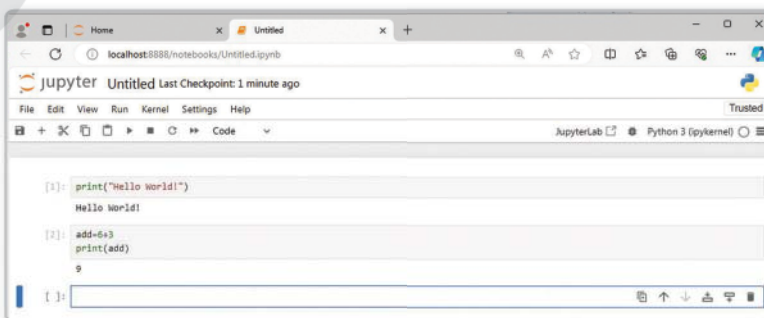 Home Untitled
localhost:8888/notebooks/Untitled.ipynb
jupyter Untitled Last Checkpoint: 1 minute ago
File Edit View Run Kernel Settings Help Trusted
Code JupyterLab Python 3 (ipykernel)
[1]: print("Hello World!")
Hello World!
[2]: add=6+3
print(add)
9
[ ]: